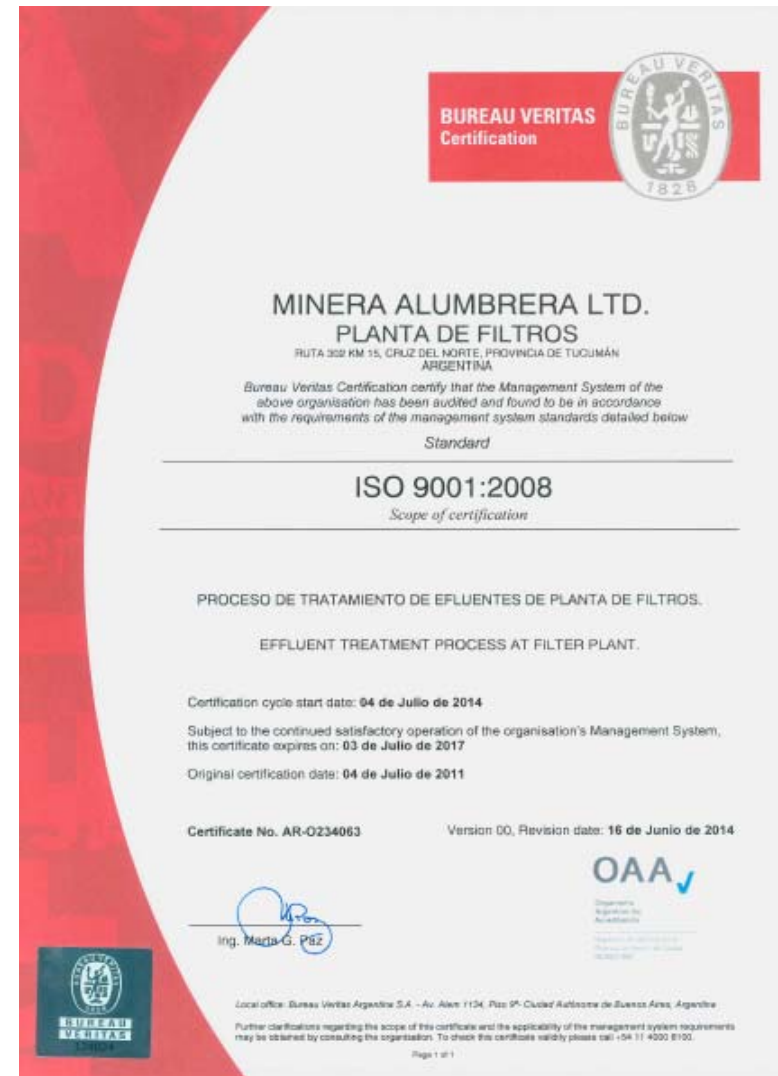 BUREAU VERITAS
Certification
BUREAU VERITAS
1828
MINERA ALUMBRERA LTD.
PLANTA DE FILTROS
RUTA 302 KM 15, CRUZ DEL NORTE, PROVINCIA DE TUCUMÁN
ARGENTINA
Bureau Veritas Certification certify that the Management System of the
above organisation has been audited and found to be in accordance
with the requirements of the management system standards detailed below
Standard
ISO 9001:2008
Scope of certification
PROCESO DE TRATAMIENTO DE EFLUENTES DE PLANTA DE FILTROS.
EFFLUENT TREATMENT PROCESS AT FILTER PLANT.
Certification cycle start date: 04 de Julio de 2014
Subject to the continued satisfactory operation of the organisation's Management System,
this certificate expires on: 03 de Julio de 2017
Original certification date: 04 de Julio de 2011
Certificate No. AR-O234063
Version 00, Revision date: 16 de Junio de 2014
OAA
Organismo
Argentino de
Acreditación
Ing. Marta G. Paz
BUREAU
VERITAS
Local office: Bureau Veritas Argentina S.A. - Av. Alem 1134, Piso 9º- Ciudad Autónoma de Buenos Aires, Argentina
Further clarifications regarding the scope of this certificate and the applicability of the management system requirements
may be obtained by consulting the organisation. To check this certificate validity please call +54 11 4000 8100.
Page 1 of 1